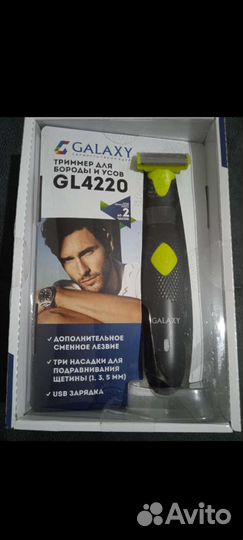 GALAXY
ТРИММЕР ДЛЯ
БОРОДЫ И УСОВ
GL4220
2
GALAXY
ДОПОЛНИТЕЛЬНОЕ
СМЕННОЕ ЛЕЗВИЕ
ТРИ НАСАДКИ ДЛЯ
ПОДРАВНИВАНИЯ
ЩЕТИНЫ (1, 3, 5 ММ)
USB ЗАРЯДКА
Avito